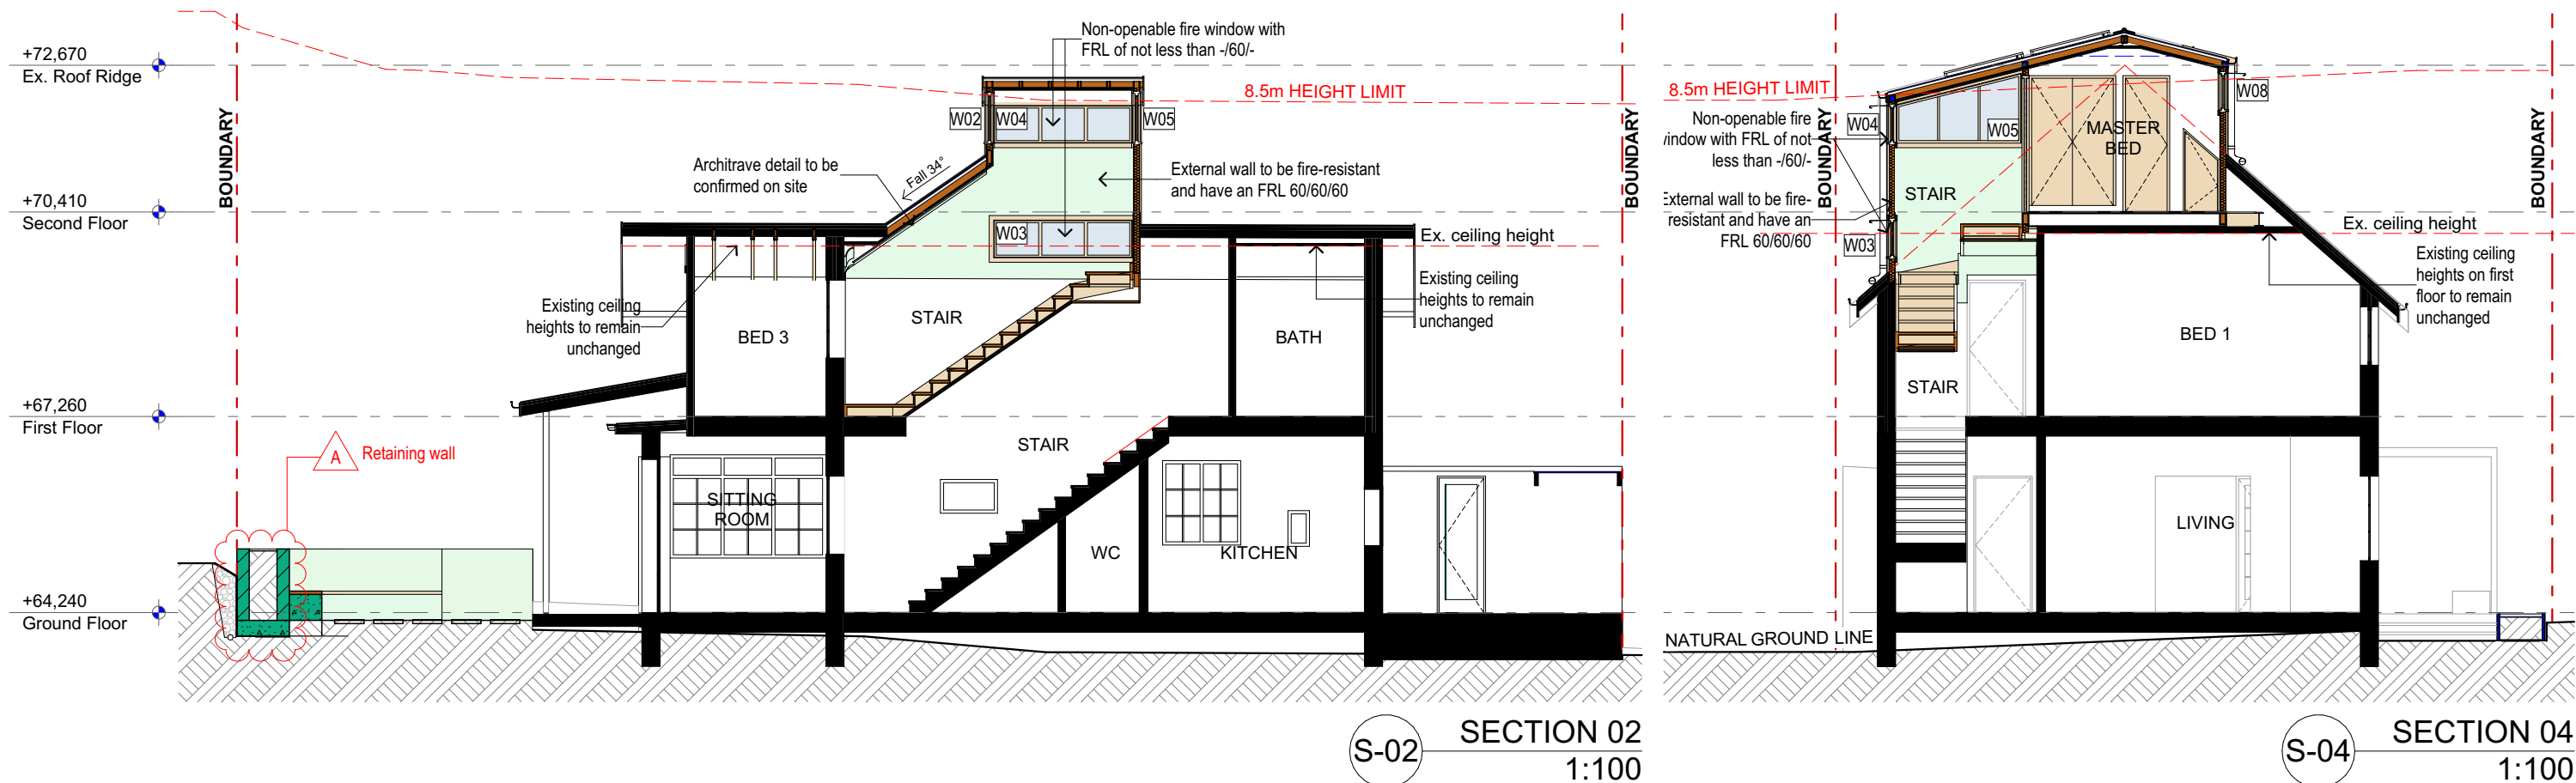 +72,670
Ex. Roof Ridge
+70,410
Second Floor
+67,260
First Floor
+64,240
Ground Floor
BOUNDARY
A
Retaining wall
Non-openable fire window with
FRL of not less than -/60/-
8.5m HEIGHT LIMIT
W02
W04
W05
Architrave detail to be
confirmed on site
Fall 34°
External wall to be fire-resistant
and have an FRL 60/60/60
W03
Ex. ceiling height
Existing ceiling
heights to remain
unchanged
BED 3
STAIR
BATH
Existing ceiling
heights to remain
unchanged
STAIR
SITTING
ROOM
WC
KITCHEN
BOUNDARY
S-02
SECTION 02
1:100
8.5m HEIGHT LIMIT
BOUNDARY
Non-openable fire
window with FRL of not
less than -/60/-
External wall to be fire-
resistant and have an
FRL 60/60/60
W04
W03
W05
W08
MASTER
BED
STAIR
Ex. ceiling height
Existing ceiling
heights on first
floor to remain
unchanged
BED 1
STAIR
LIVING
NATURAL GROUND LINE
BOUNDARY
S-04
SECTION 04
1:100